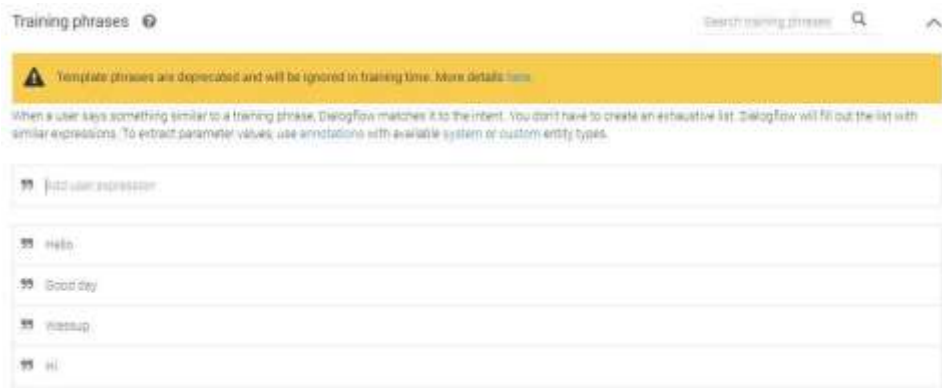 Training phrases
Search training phrases
Template phrases are deprecated and will be ignored in training time. More details here.
When a user says something similar to a training phrase, Dialogflow matches it to the intent. You don't have to create an exhaustive list. Dialogflow will fill out the list with
similar expressions. To extract parameter values, use annotations with available system or custom entity types.
Add user expression
Hello
Good day
Wassup
Hi